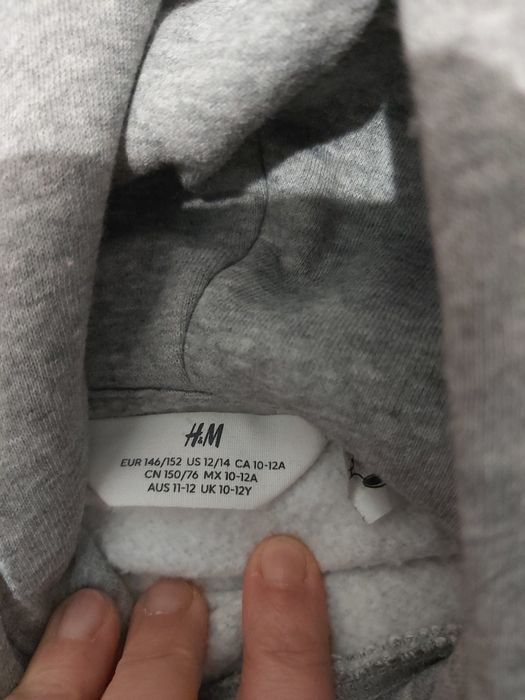 H&M
EUR 146/152 US 12/14 CA 10-12A
CN 150/76 MX 10-12A
AUS 11-12 UK 10-12Y